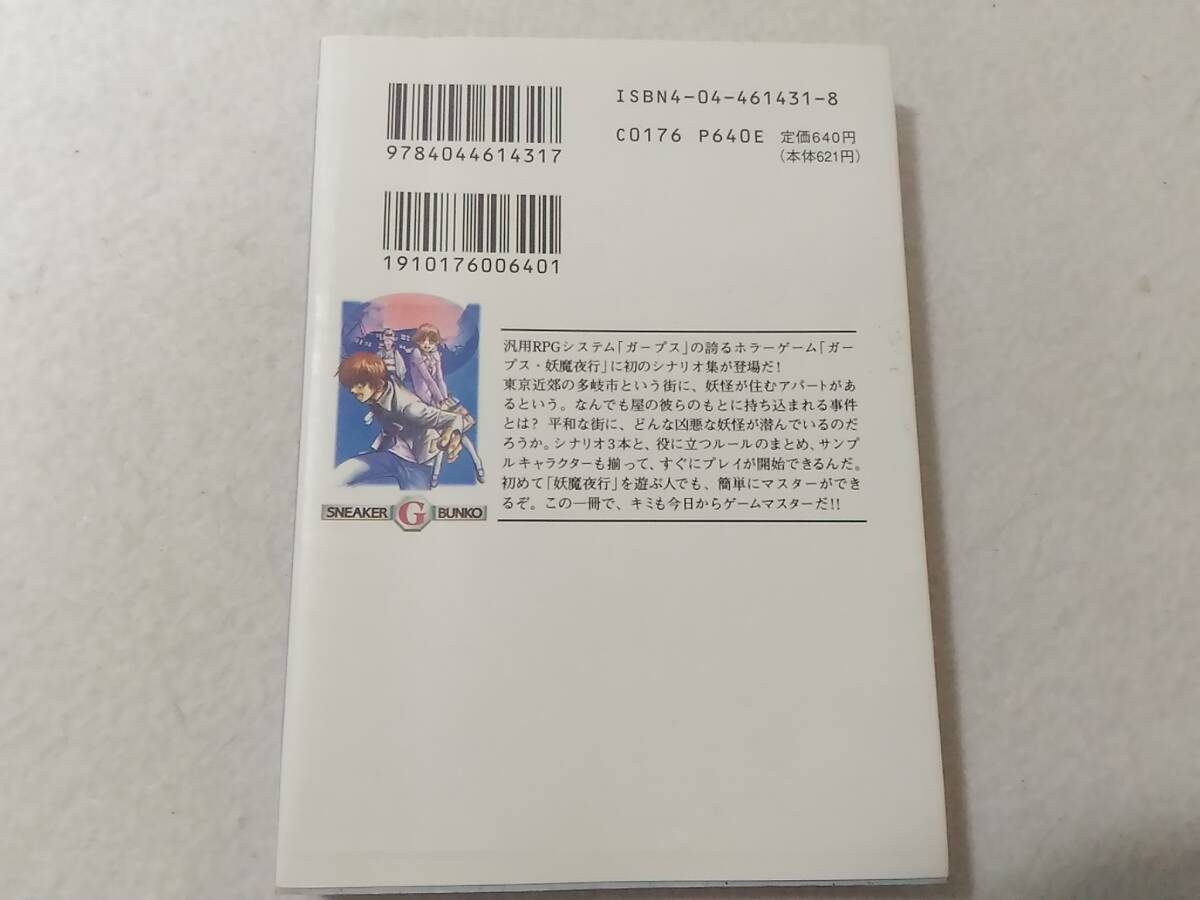 ISBN4-04-461431-8
9784044614317
C0176 P640E 定価640円
(本体621円)
1910176006401
汎用RPGシステム「ガープス」の誇るホラーゲーム「ガー
プス・妖魔夜行」に初のシナリオ集が登場だ!
東京近郊の多岐市という街に、妖怪が住むアパートがあ
るという。なんでも屋の彼らのもとに持ち込まれる事件
とは? 平和な街に、どんな凶悪な妖怪が潜んでいるのだ
ろうか。シナリオ3本と、役に立つルールのまとめ、サンプ
ルキャラクターも揃って、すぐにプレイが開始できるんだ。
初めて「妖魔夜行」を遊ぶ人でも、簡単にマスターができ
るぞ。この一冊で、キミも今日からゲームマスターだ!!
SNEAKER G BUNKO